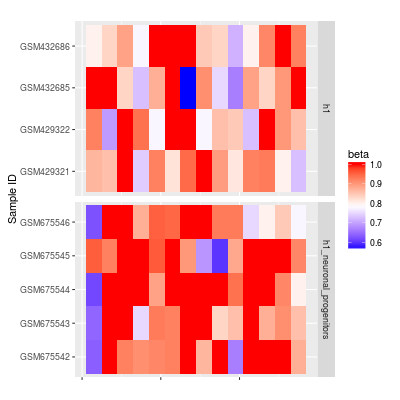 GSM432686
GSM432685
GSM429322
GSM429321
h1
GSM675546
GSM675545
GSM675544
GSM675543
GSM675542
h1_neuronal_progenitors
Sample ID
beta
1.0
0.9
0.8
0.7
0.6